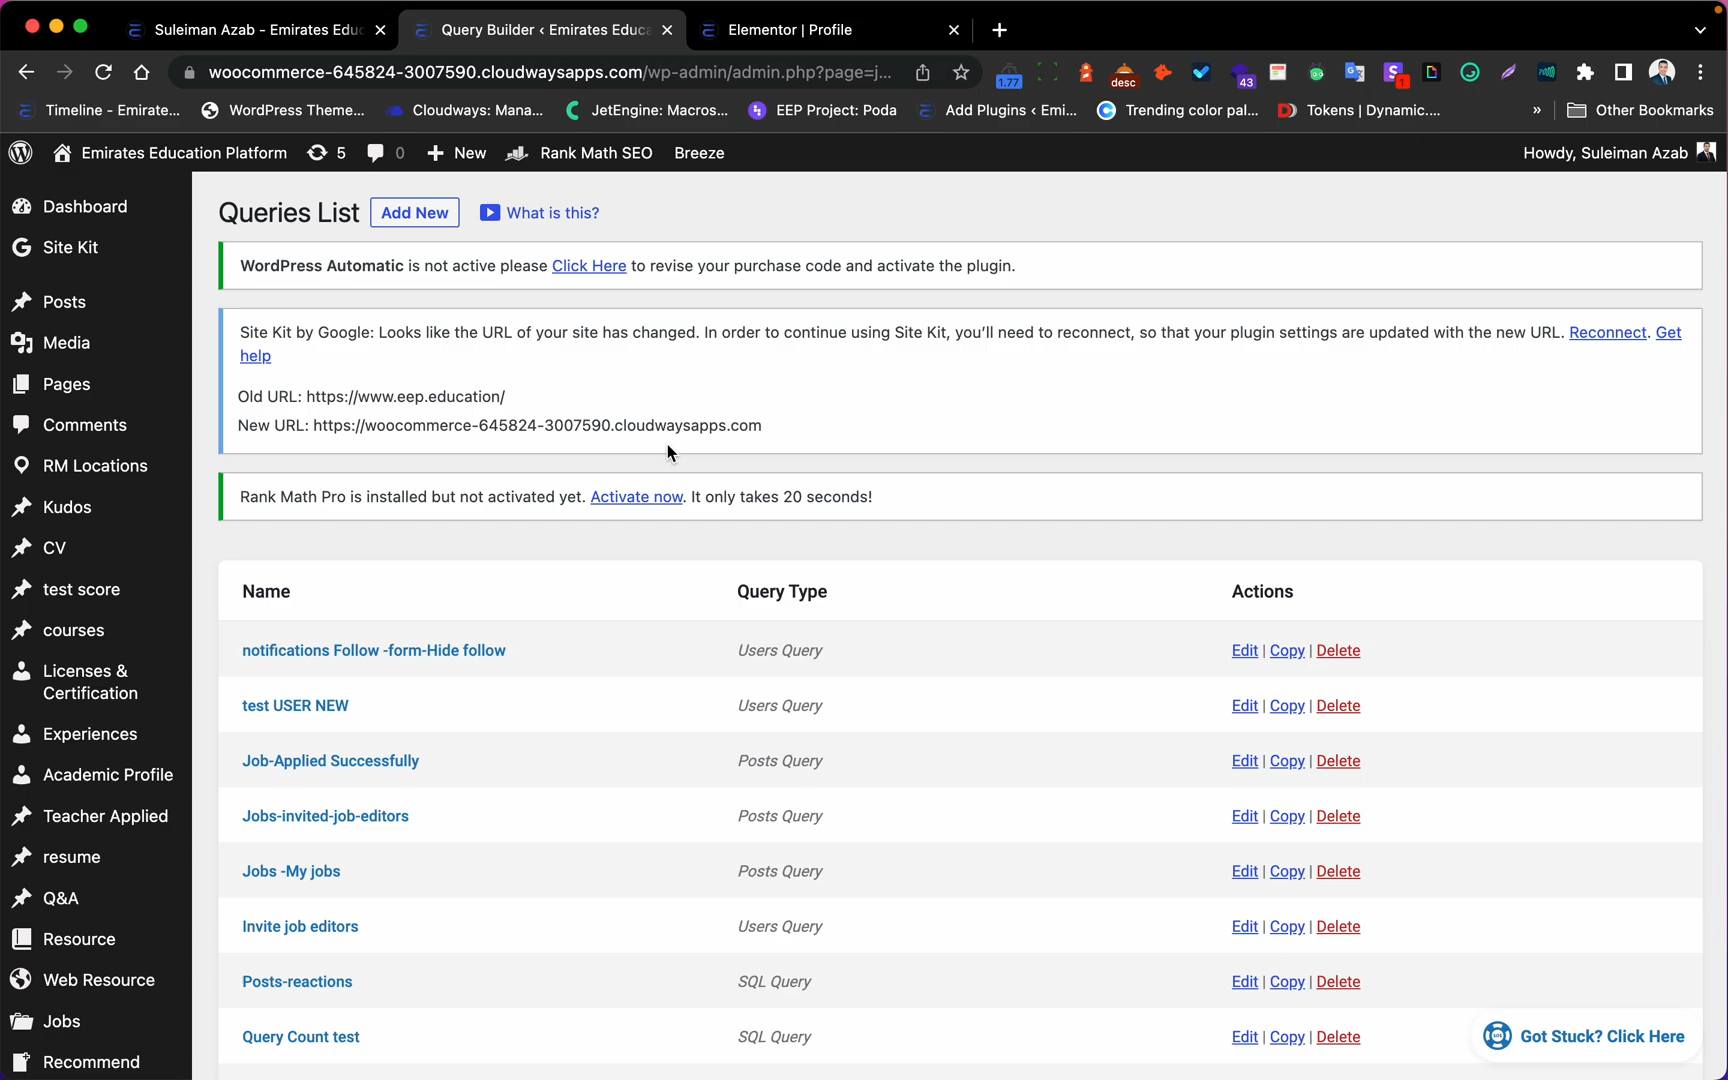 Suleiman Azab - Emirates Edu
Query Builder ‹ Emirates Educa
Elementor | Profile
woocommerce-645824-3007590.cloudwaysapps.com/wp-admin/admin.php?page=j...
1.77
desc
43
1
Timeline - Emirate...
WordPress Theme...
Cloudways: Mana...
JetEngine: Macros...
EEP Project: Poda
Add Plugins ‹ Emi...
Trending color pal...
Tokens | Dynamic....
»
Other Bookmarks
Emirates Education Platform
5
0
New
Rank Math SEO
Breeze
Howdy, Suleiman Azab
Dashboard
Site Kit
Posts
Media
Pages
Comments
RM Locations
Kudos
CV
test score
courses
Licenses &
Certification
Experiences
Academic Profile
Teacher Applied
resume
Q&A
Resource
Web Resource
Jobs
Recommend
Queries List
Add New
What is this?
WordPress Automatic is not active please Click Here to revise your purchase code and activate the plugin.
Site Kit by Google: Looks like the URL of your site has changed. In order to continue using Site Kit, you’ll need to reconnect, so that your plugin settings are updated with the new URL. Reconnect. Get
help
Old URL: https://www.eep.education/
New URL: https://woocommerce-645824-3007590.cloudwaysapps.com
Rank Math Pro is installed but not activated yet. Activate now. It only takes 20 seconds!
Name Query Type Actions
notifications Follow -form-Hide follow Users Query Edit | Copy | Delete
test USER NEW Users Query Edit | Copy | Delete
Job-Applied Successfully Posts Query Edit | Copy | Delete
Jobs-invited-job-editors Posts Query Edit | Copy | Delete
Jobs -My jobs Posts Query Edit | Copy | Delete
Invite job editors Users Query Edit | Copy | Delete
Posts-reactions SQL Query Edit | Copy | Delete
Query Count test SQL Query Edit | Copy | Delete
Got Stuck? Click Here